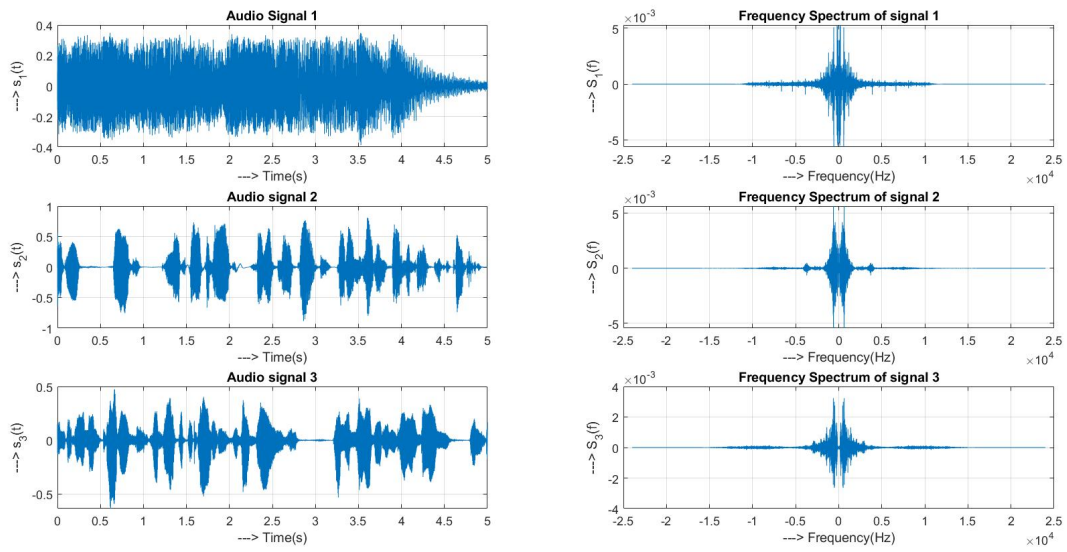 Audio Signal 1
0.4
0.2
0
-0.2
-0.4
---> s1(t)
0 0.5 1 1.5 2 2.5 3 3.5 4 4.5 5
---> Time(s)
Frequency Spectrum of signal 1
×10-3
5
0
-5
---> S1(f)
-2.5 -2 -1.5 -1 -0.5 0 0.5 1 1.5 2 2.5
---> Frequency(Hz)
×104
Audio signal 2
1
0.5
0
-0.5
-1
---> s2(t)
0 0.5 1 1.5 2 2.5 3 3.5 4 4.5 5
---> Time(s)
Frequency Spectrum of signal 2
×10-3
5
0
-5
---> S2(f)
-2.5 -2 -1.5 -1 -0.5 0 0.5 1 1.5 2 2.5
---> Frequency(Hz)
×104
Audio signal 3
0.5
0
-0.5
---> s3(t)
0 0.5 1 1.5 2 2.5 3 3.5 4 4.5 5
---> Time(s)
Frequency Spectrum of signal 3
×10-3
4
2
0
-2
4
---> S3(f)
-2.5 -2 -1.5 -1 -0.5 0 0.5 1 1.5 2 2.5
---> Frequency(Hz)
×104